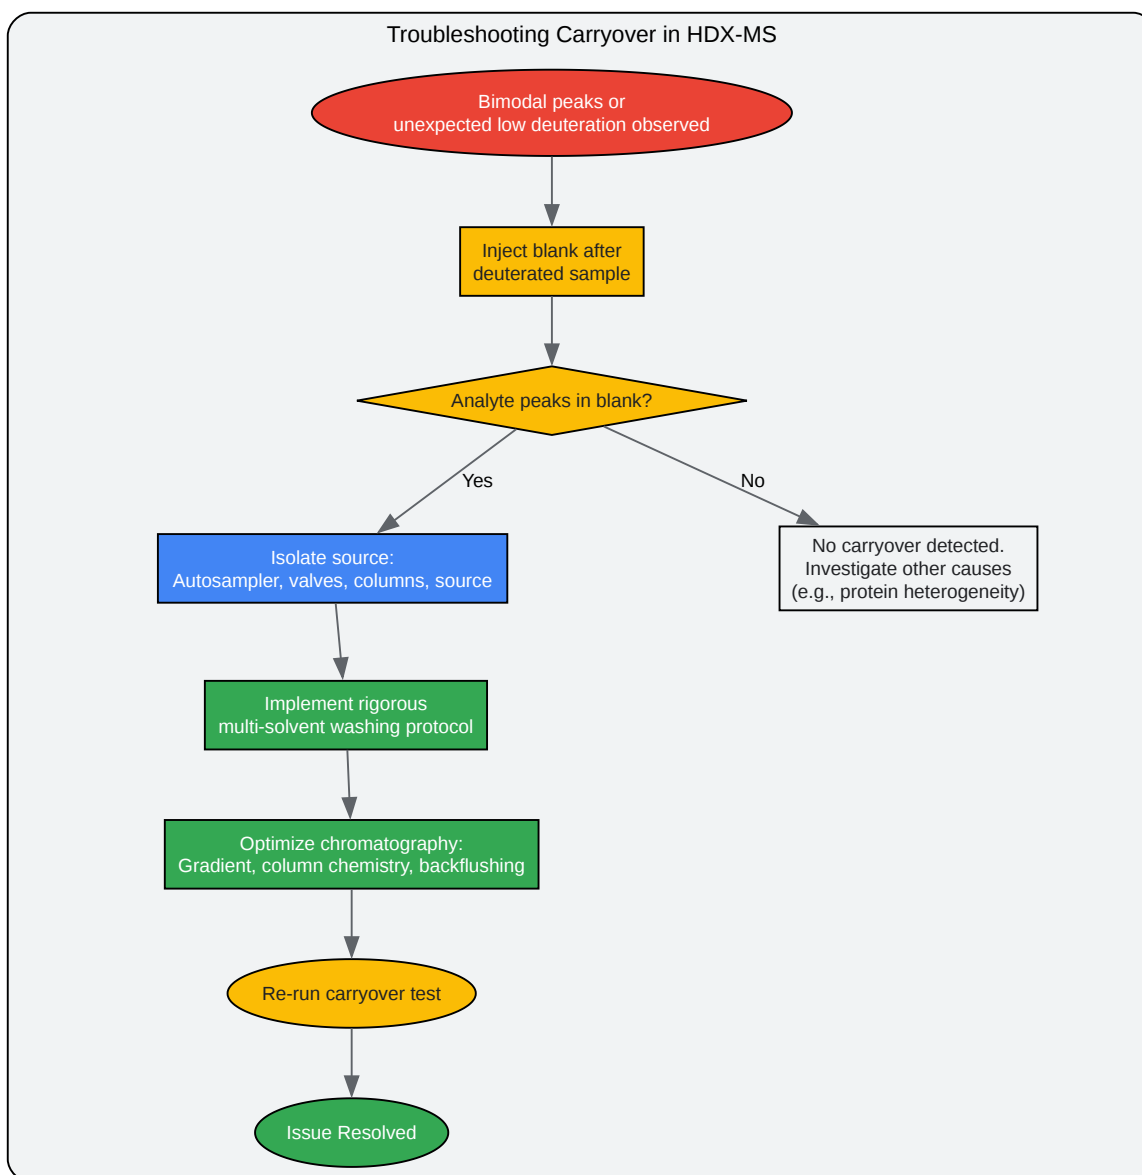 Troubleshooting Carryover in HDX-MS
Bimodal peaks or
unexpected low deuteration observed
Inject blank after
deuterated sample
Analyte peaks in blank?
Yes
No
Isolate source:
Autosampler, valves, columns, source
No carryover detected.
Investigate other causes
(e.g., protein heterogeneity)
Implement rigorous
multi-solvent washing protocol
Optimize chromatography:
Gradient, column chemistry, backflushing
Re-run carryover test
Issue Resolved